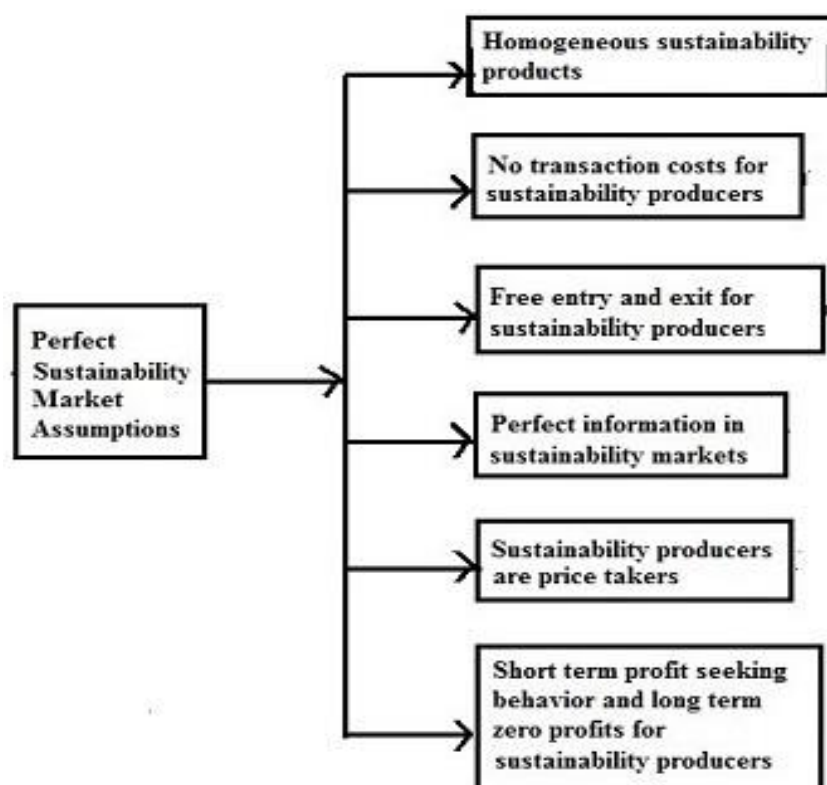 Homogeneous sustainability
products
No transaction costs for
sustainability producers
Free entry and exit for
sustainability producers
Perfect
Sustainability
Market
Assumptions
Perfect information in
sustainability markets
Sustainability producers
are price takers
Short term profit seeking
behavior and long term
zero profits for
sustainability producers